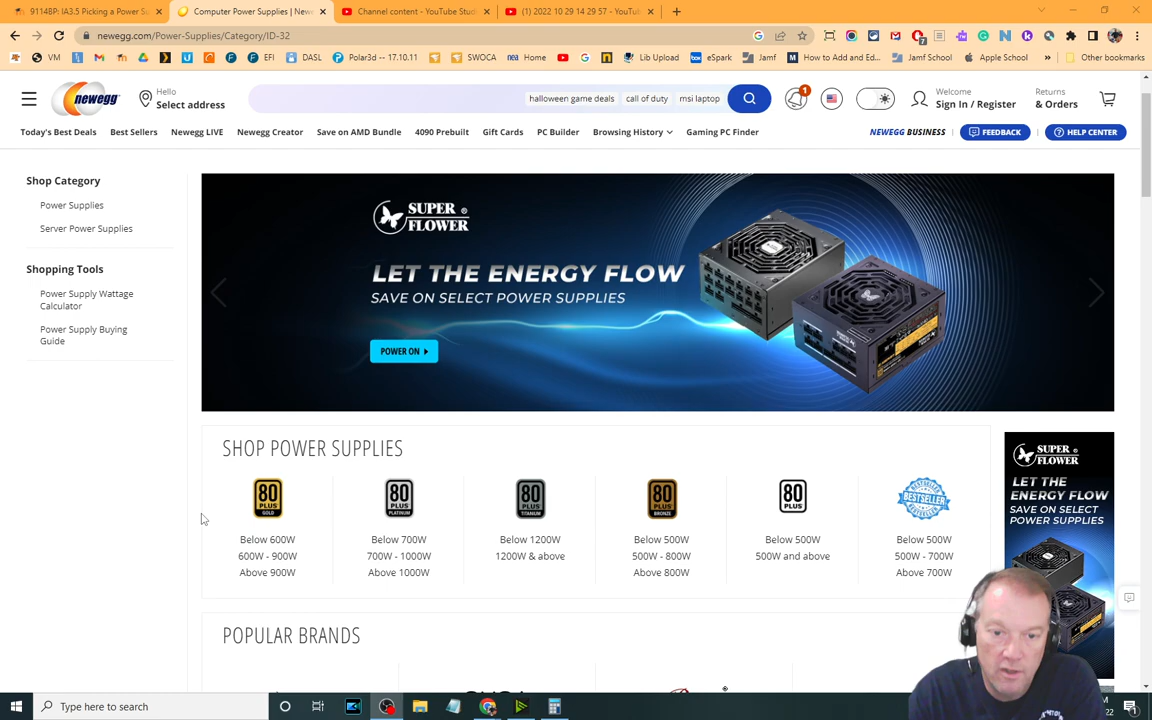 9114BP: IA3.5 Picking a Power Su
Computer Power Supplies | New
Channel content - YouTube Stud
(1) 2022 10 29 14 29 57 - YouTub
newegg.com/Power-Supplies/Category/ID-32
VM
UBP
EFI
DASL
Polar3d -- 17.10.11
SWOCA
Home
Lib Upload
eSpark
Jamf
How to Add and Ed...
Jamf School
Apple School
Other bookmarks
newegg
Hello
Select address
halloween game deals
call of duty
msi laptop
1
Welcome
Sign In / Register
Returns
& Orders
Today's Best Deals
Best Sellers
Newegg LIVE
Newegg Creator
Save on AMD Bundle
4090 Prebuilt
Gift Cards
PC Builder
Browsing History
Gaming PC Finder
NEWEGG BUSINESS
FEEDBACK
HELP CENTER
Shop Category
Power Supplies
Server Power Supplies
Shopping Tools
Power Supply Wattage
Calculator
Power Supply Buying
Guide
SUPER
FLOWER
LET THE ENERGY FLOW
SAVE ON SELECT POWER SUPPLIES
POWER ON
SHOP POWER SUPPLIES
80 PLUS GOLD
80 PLUS PLATINUM
80 PLUS TITANIUM
80 PLUS BRONZE
80 PLUS
BESTSELLER
Below 600W
600W - 900W
Above 900W
Below 700W
700W - 1000W
Above 1000W
Below 1200W
1200W & above
Below 500W
500W - 800W
Above 800W
Below 500W
500W and above
Below 500W
500W - 700W
Above 700W
SUPER
FLOWER
LET THE
ENERGY FLOW
SAVE ON SELECT
POWER SUPPLIES
POPULAR BRANDS
Type here to search